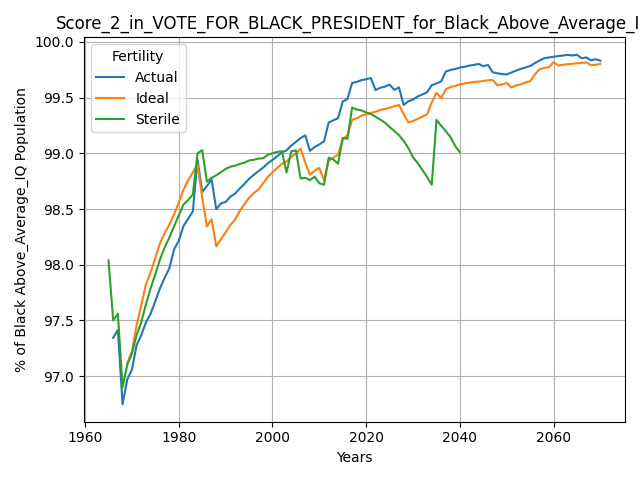 Score_2_in_VOTE_FOR_BLACK_PRESIDENT_for_Black_Above_Average_I
100.0
99.5
99.0
98.5
98.0
97.5
97.0
% of Black Above_Average_IQ Population
Fertility
Actual
Ideal
Sterile
1960
1980
2000
2020
2040
2060
Years